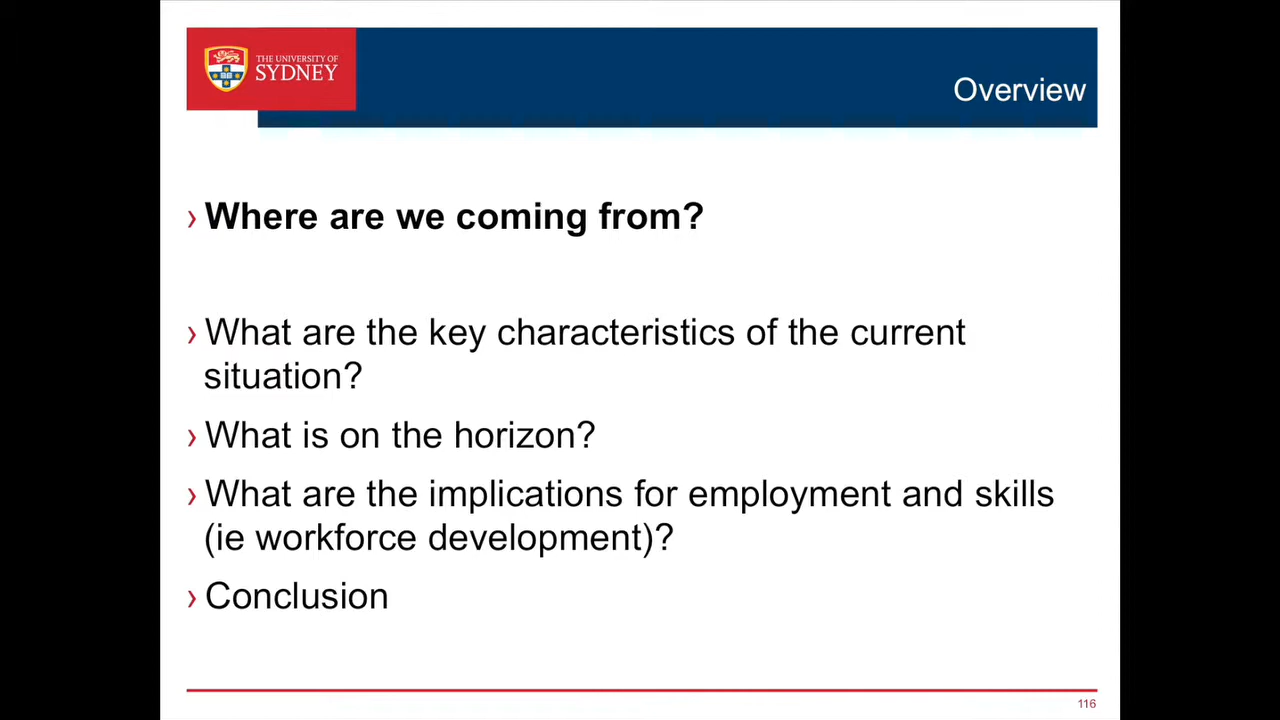 THE UNIVERSITY OF
SYDNEY
Overview
› Where are we coming from?
› What are the key characteristics of the current
situation?
› What is on the horizon?
› What are the implications for employment and skills
(ie workforce development)?
› Conclusion
116